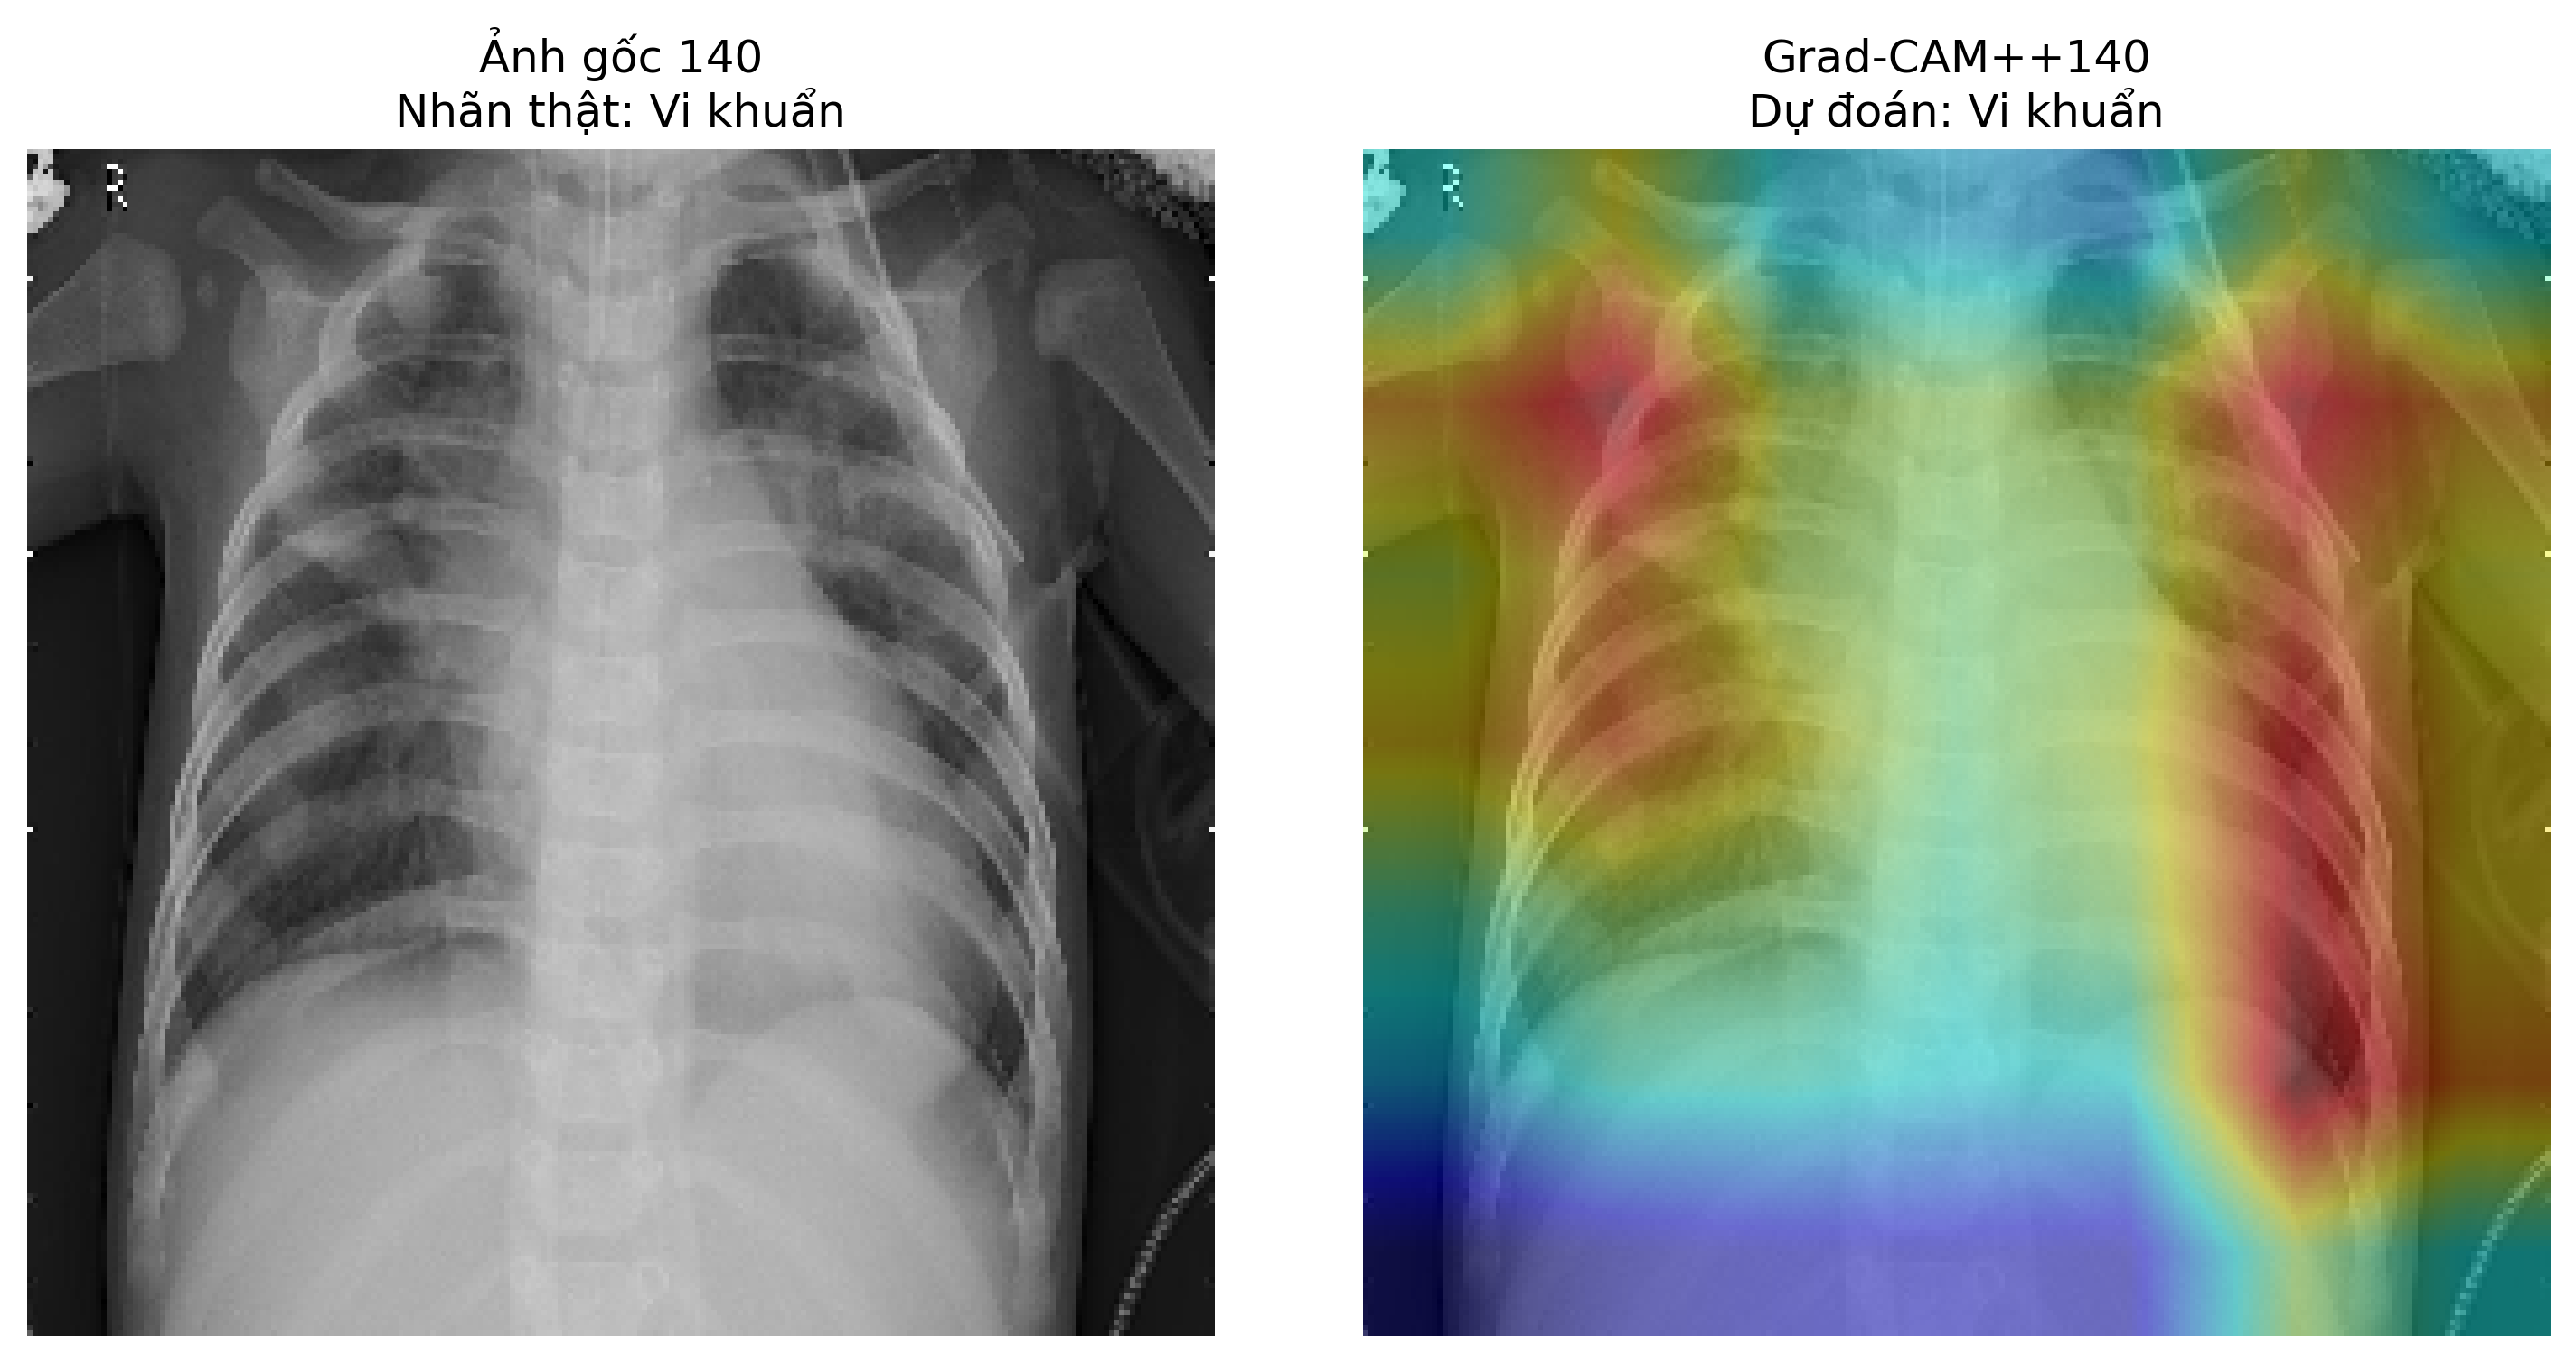 Ảnh gốc 140
Nhãn thật: Vi khuẩn
Grad-CAM++140
Dự đoán: Vi khuẩn
R
R